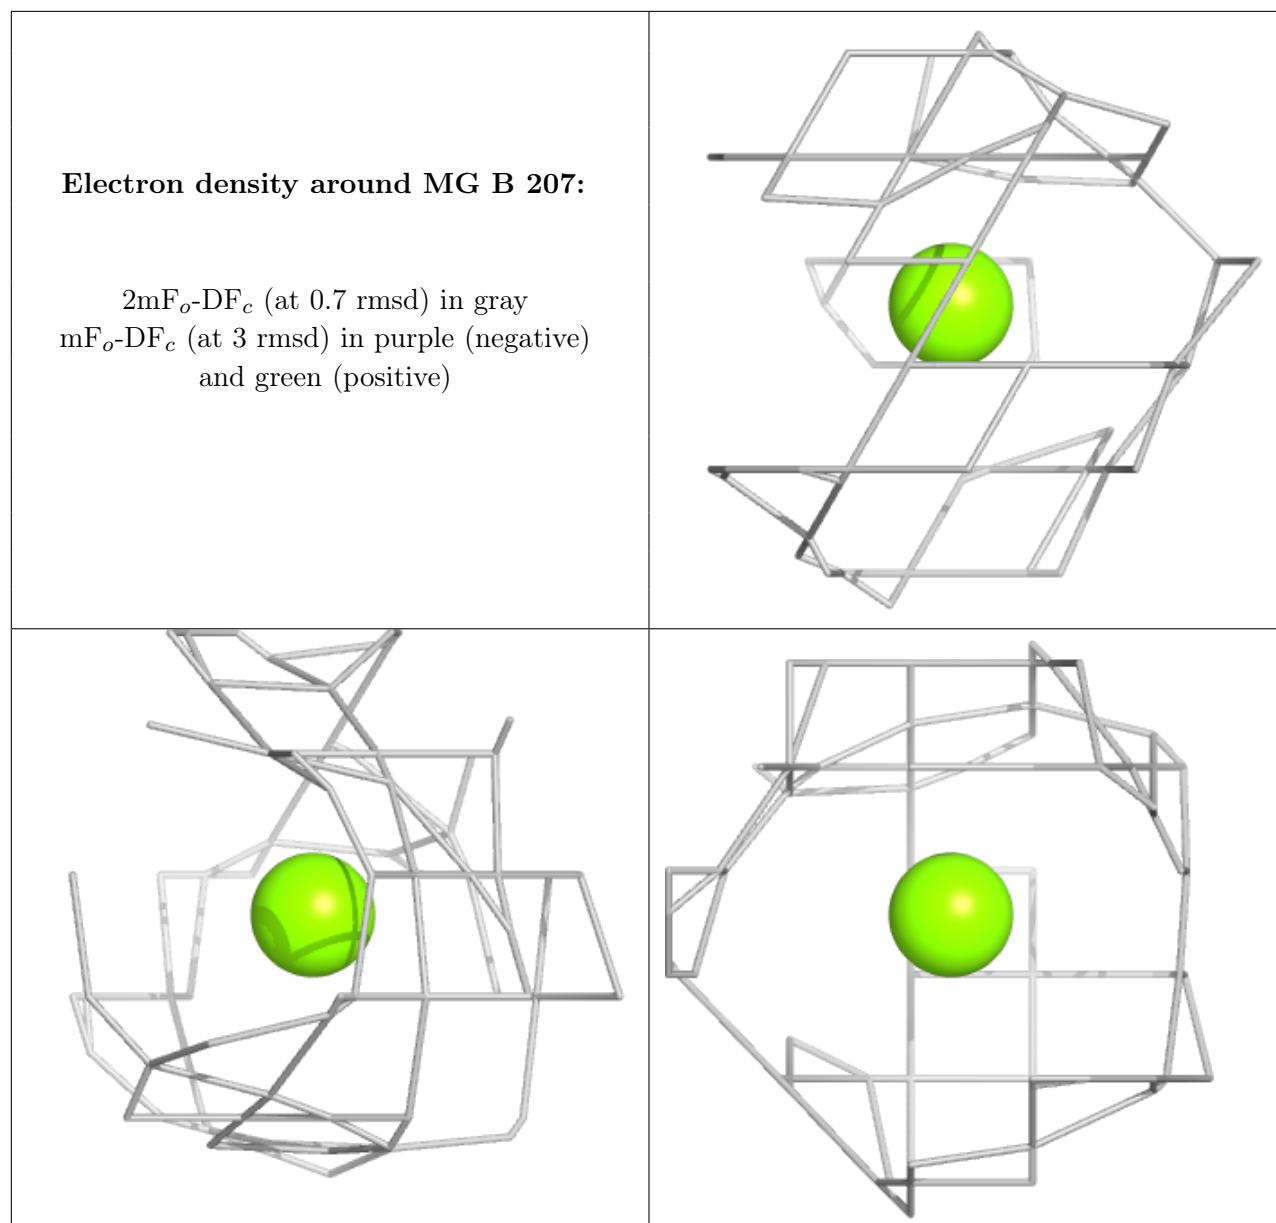 Electron density around MG B 207:
2mFo-DFc (at 0.7 rmsd) in gray
mFo-DFc (at 3 rmsd) in purple (negative)
and green (positive)